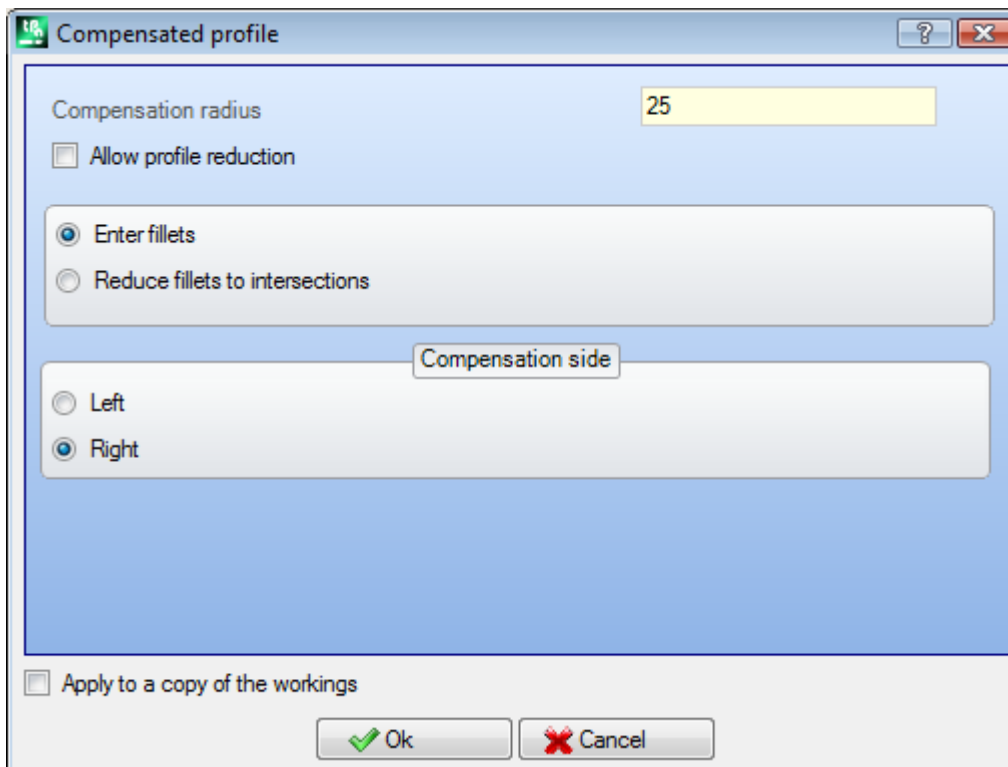 Compensated profile
Compensation radius 25
Allow profile reduction
Enter fillets
Reduce fillets to intersections
Compensation side
Left
Right
Apply to a copy of the workings
Ok Cancel